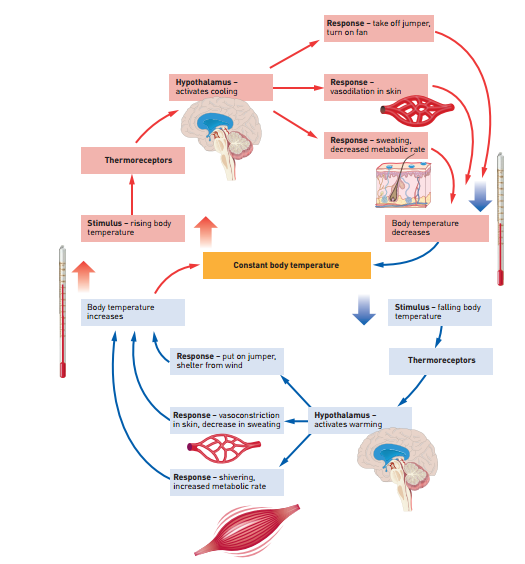 Response – take off jumper,
turn on fan
Hypothalamus –
activates cooling
Response –
vasodilation in skin
Response – sweating,
decreased metabolic rate
Thermoreceptors
Stimulus – rising body
temperature
Body temperature
decreases
Constant body temperature
Body temperature
increases
Stimulus – falling body
temperature
Response – put on jumper,
shelter from wind
Thermoreceptors
Response – vasoconstriction
in skin, decrease in sweating
Hypothalamus –
activates warming
Response – shivering,
increased metabolic rate